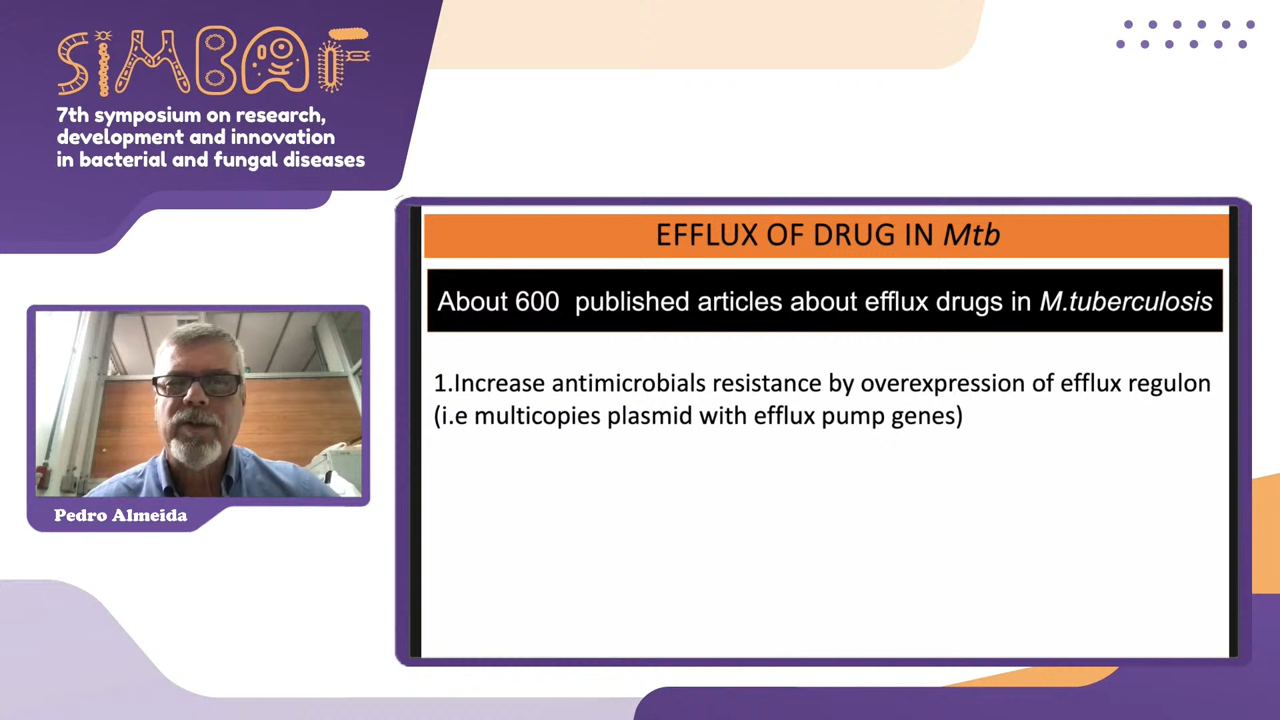 SIMBAF
7th symposium on research,
development and innovation
in bacterial and fungal diseases
EFFLUX OF DRUG IN Mtb
About 600  published articles about efflux drugs in M.tuberculosis
1.Increase antimicrobials resistance by overexpression of efflux regulon
(i.e multicopies plasmid with efflux pump genes)
Pedro Almeida